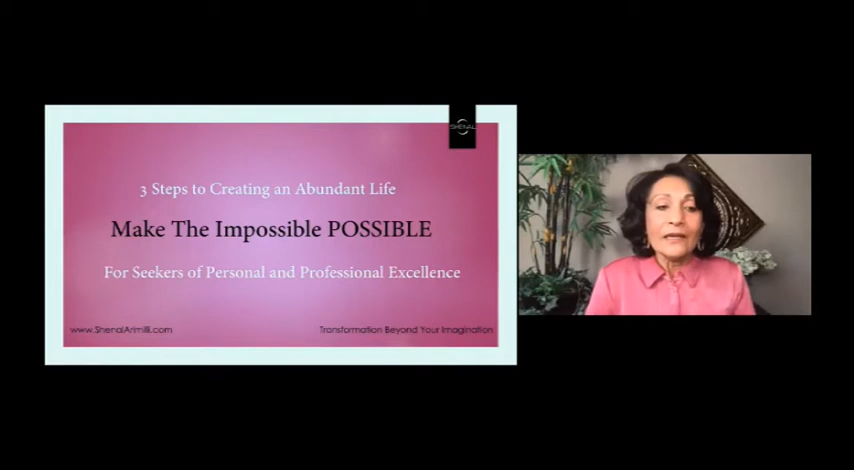 SHENAL
3 Steps to Creating an Abundant Life
Make The Impossible POSSIBLE
For Seekers of Personal and Professional Excellence
www.ShenalArimilli.com
Transformation Beyond Your Imagination